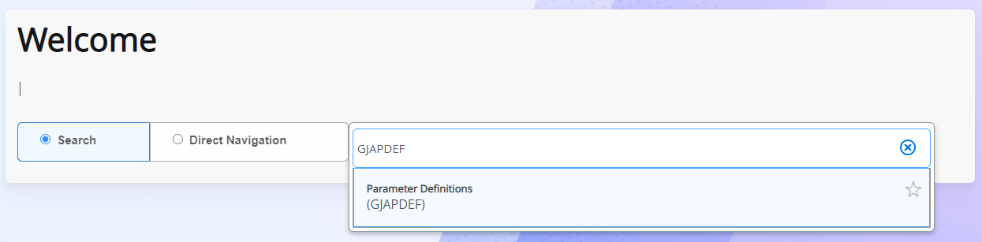 Welcome
Search
Direct Navigation
GJAPDEF
Parameter Definitions
(GJAPDEF)